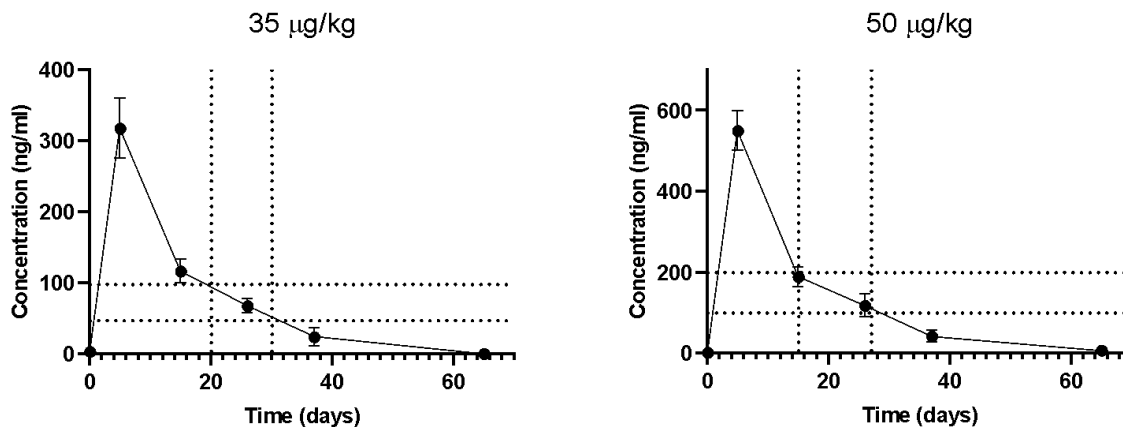 35 μg/kg
Concentration (ng/ml)
400
300
200
100
0
0 20 40 60
Time (days)
50 μg/kg
Concentration (ng/ml)
600
400
200
0
0 20 40 60
Time (days)